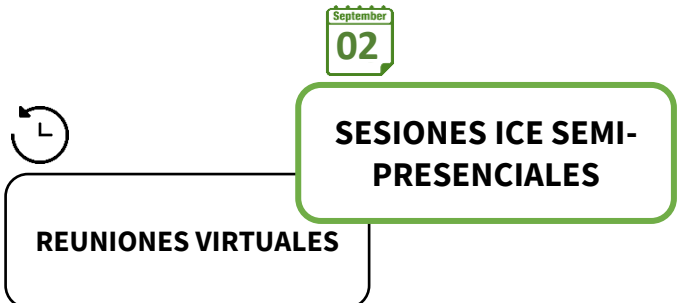 September
02
SESIONES ICE SEMI-
PRESENCIALES
REUNIONES VIRTUALES